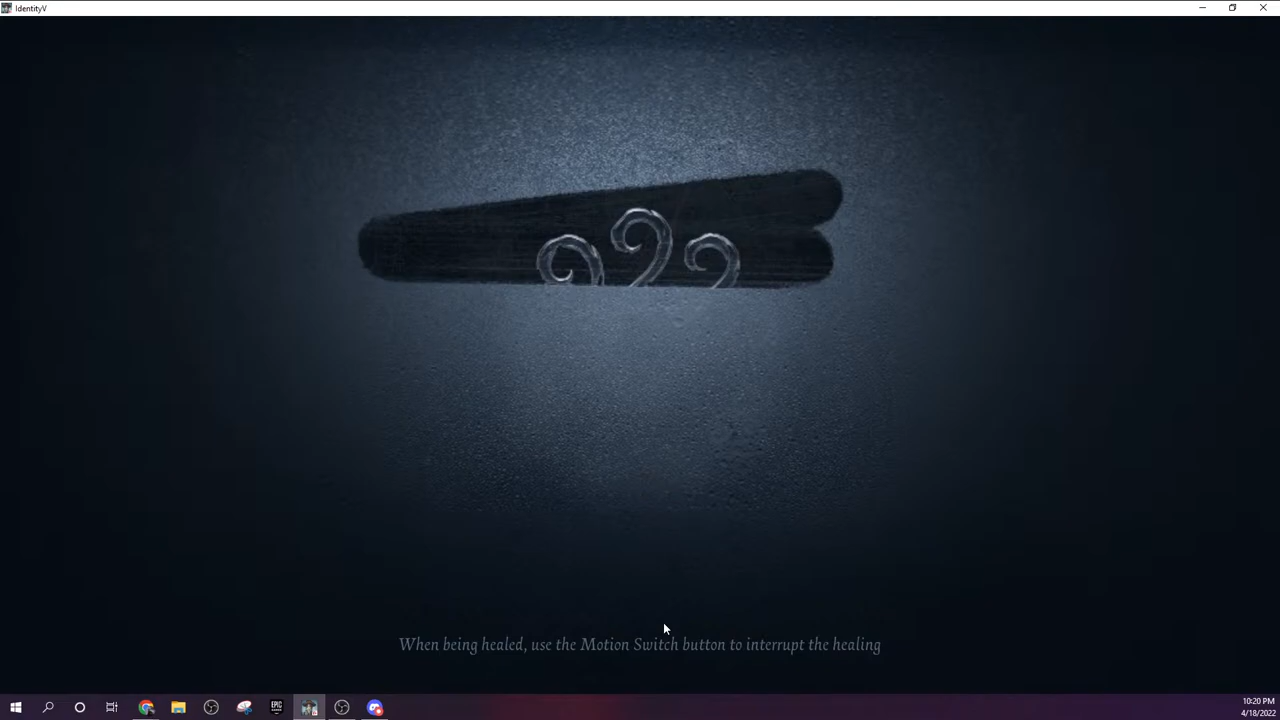 IdentityV
When being healed, use the Motion Switch button to interrupt the healing
EPIC
10:20 PM
4/18/2022